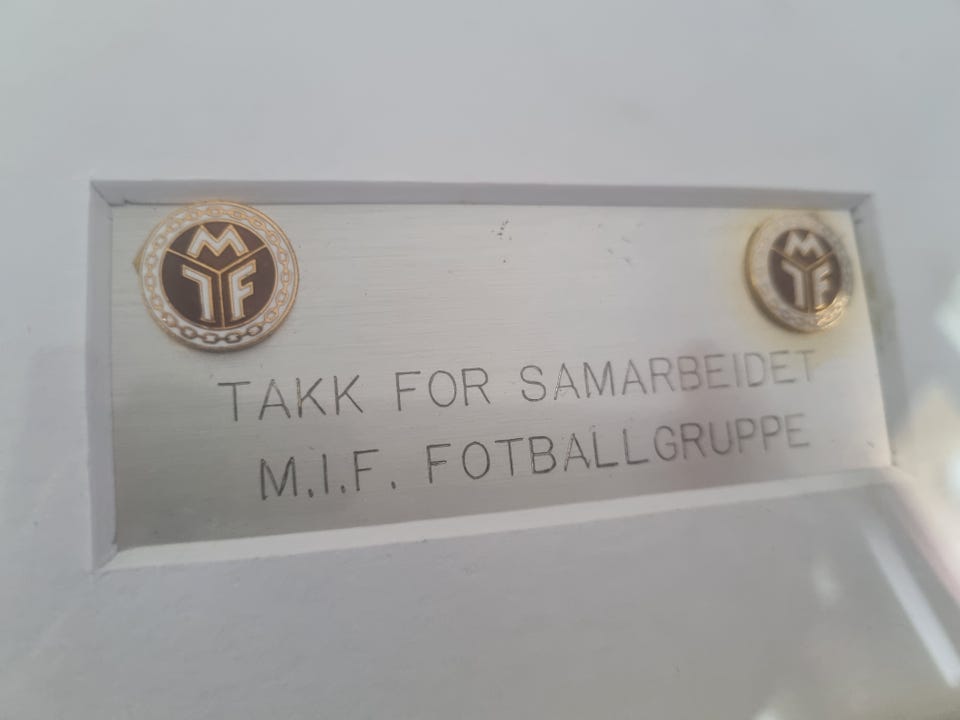 M
I F
M
I F
TAKK FOR SAMARBEIDET
M.I.F. FOTBALLGRUPPE